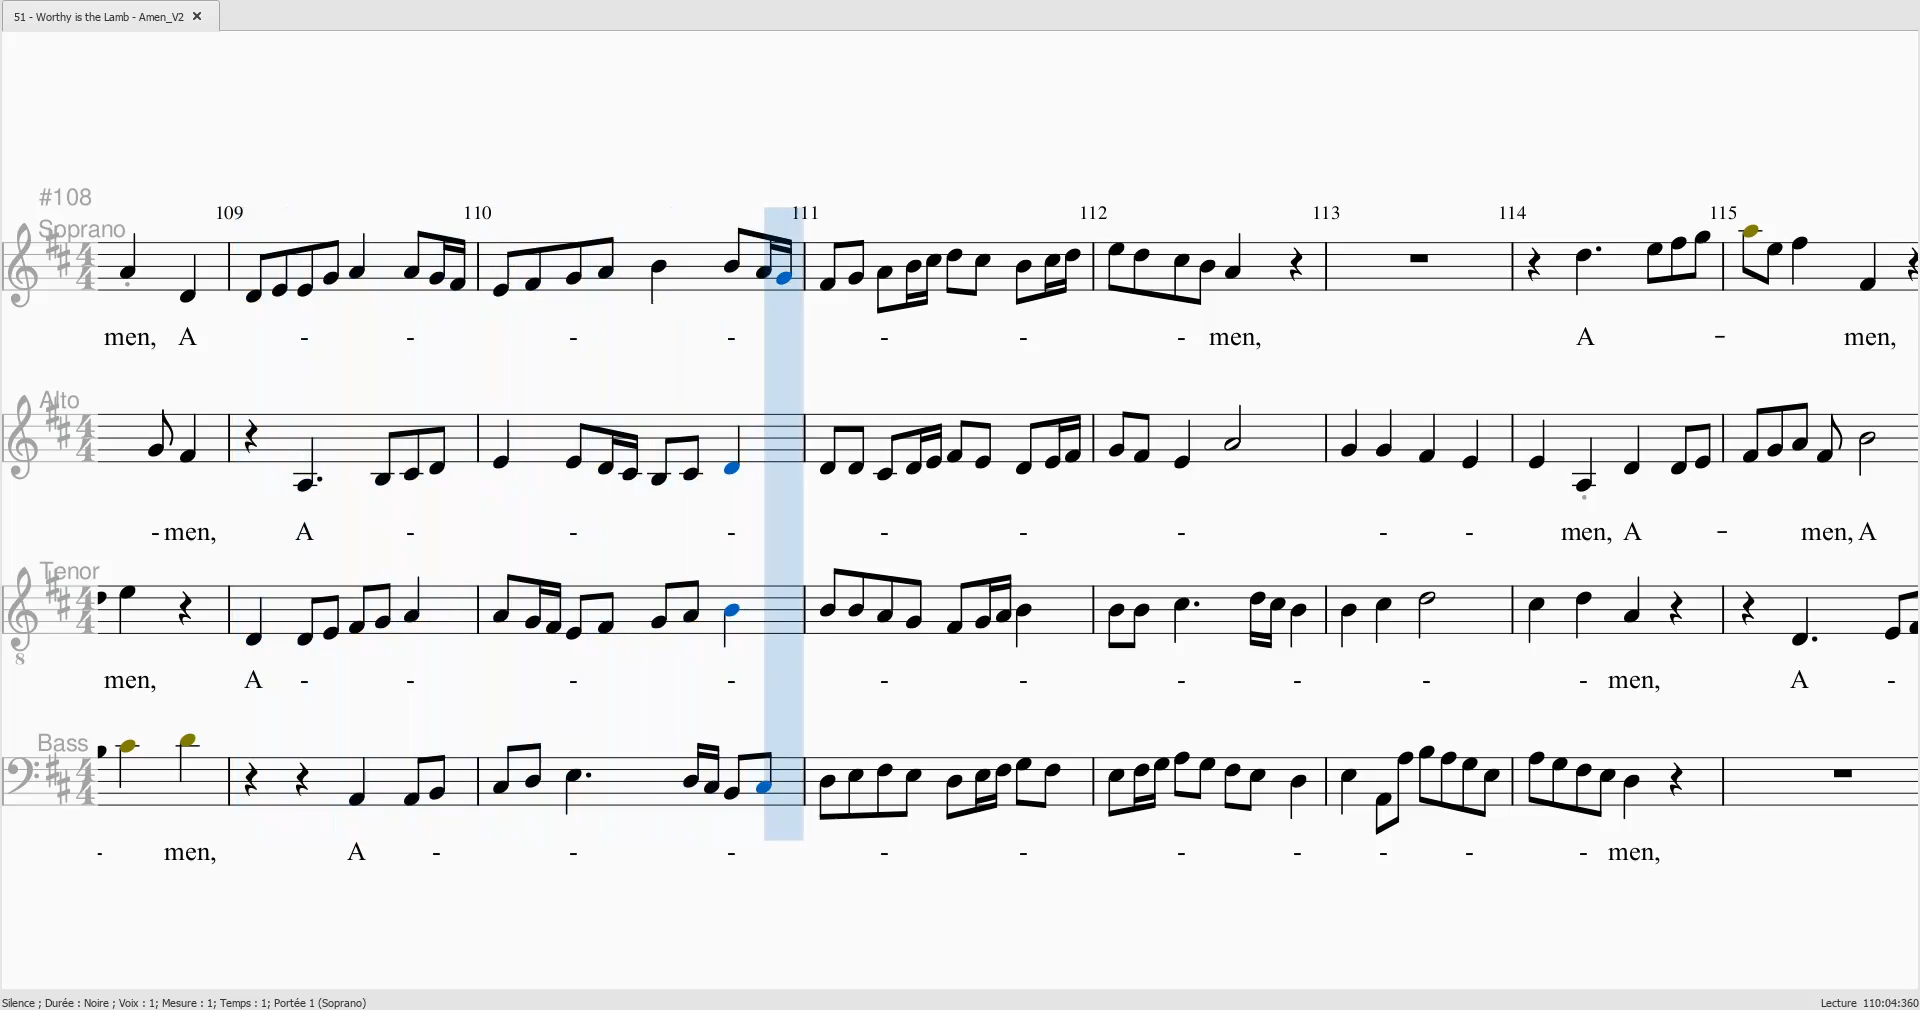 51 - Worthy is the Lamb - Amen_V2
#108
109 110 111 112 113 114 115
Soprano
men, A - - - - - - - men, A - men,
Alto
- men, A - - - - - - - - men, A - men, A
Tenor
8
men, A - - - - - - - - - - men, A -
Bass
- men, A - - - - - - - - - - men,
Silence ; Durée : Noire ; Voix : 1; Mesure : 1; Temps : 1; Portée 1 (Soprano)
Lecture 110:04:360